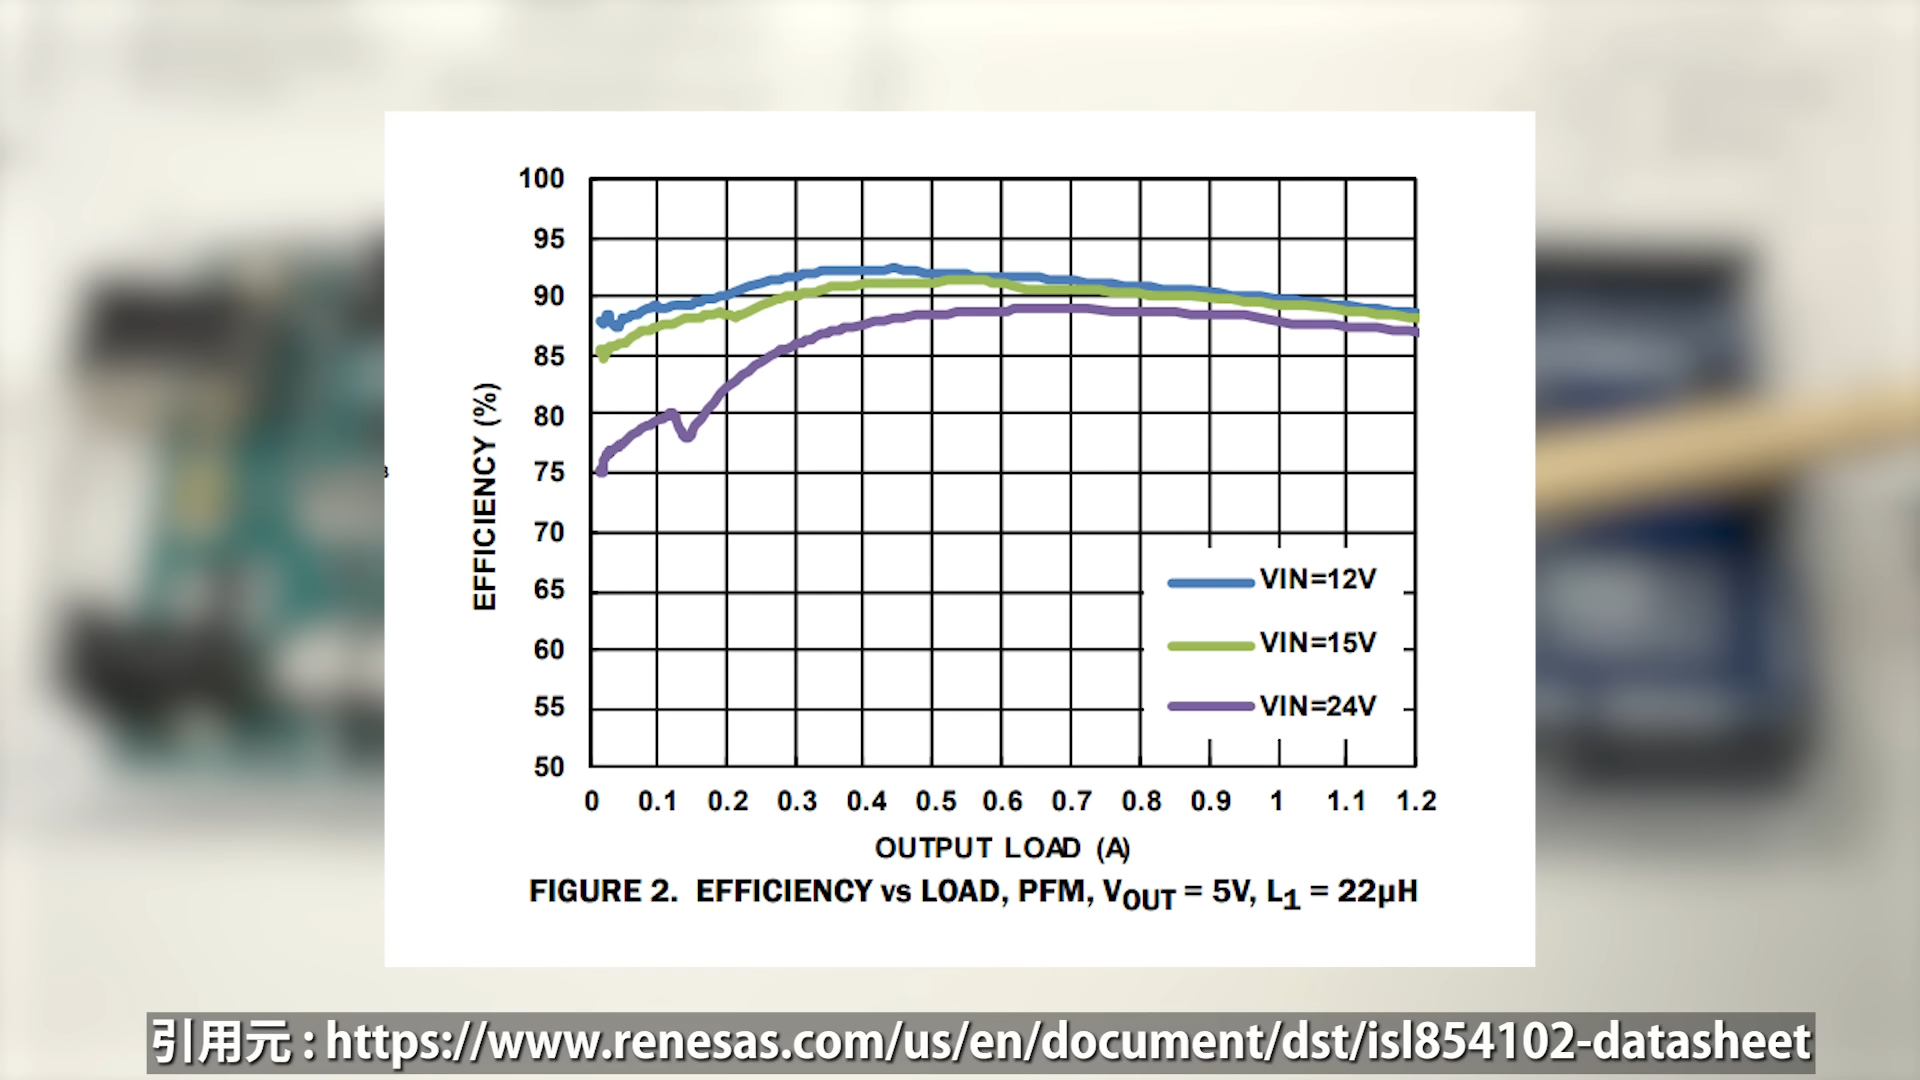 100
95
90
85
80
75
70
65
60
55
50
EFFICIENCY (%)
VIN=12V
VIN=15V
VIN=24V
0 0.1 0.2 0.3 0.4 0.5 0.6 0.7 0.8 0.9 1 1.1 1.2
OUTPUT LOAD (A)
FIGURE 2. EFFICIENCY vs LOAD, PFM, VOUT = 5V, L1 = 22µH
引用元 : https://www.renesas.com/us/en/document/dst/isl854102-datasheet